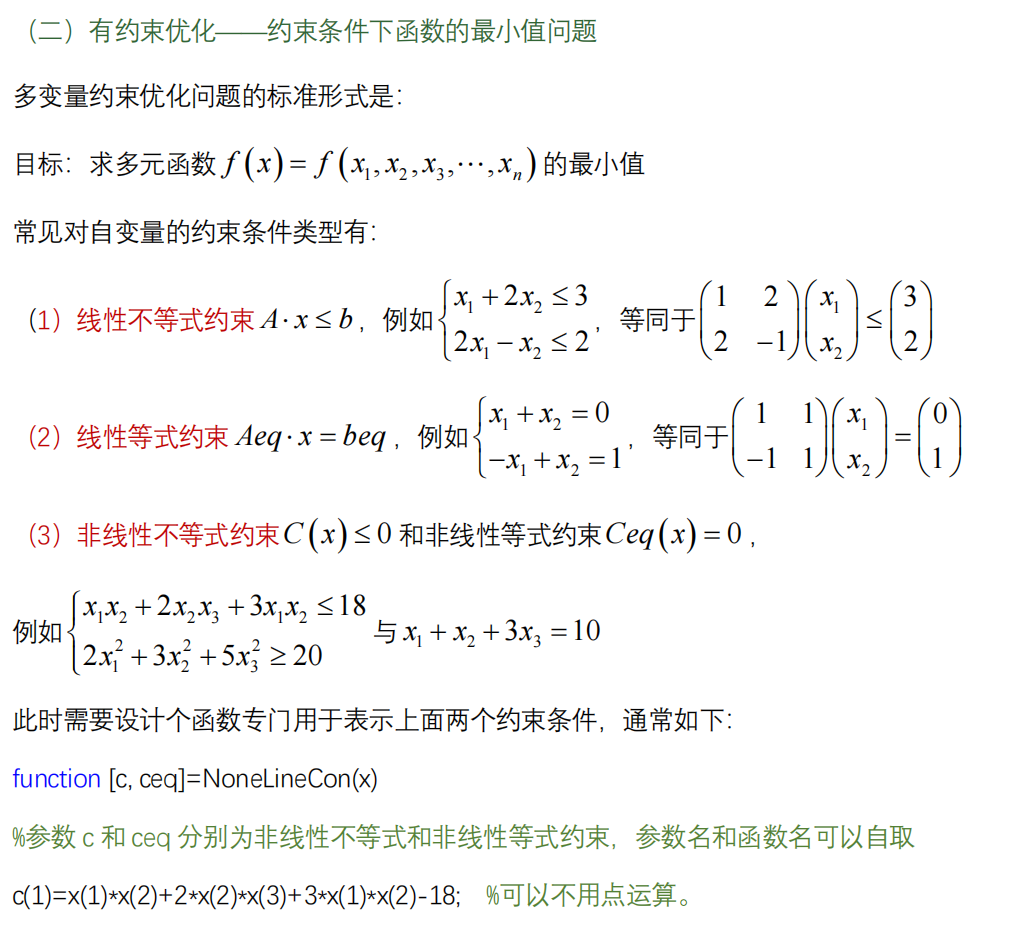 （二）有约束优化——约束条件下函数的最小值问题
多变量约束优化问题的标准形式是：
目标：求多元函数 f(x) = f(x₁, x₂, x₃, ⋯, xₙ) 的最小值
常见对自变量的约束条件类型有：
（1）线性不等式约束 A·x ≤ b，例如 { x₁ + 2x₂ ≤ 3; 2x₁ − x₂ ≤ 2 ，等同于 (1 2; 2 −1)(x₁; x₂) ≤ (3; 2)
（2）线性等式约束 Aeq·x = beq，例如 { x₁ + x₂ = 0; −x₁ + x₂ = 1 ，等同于 (1 1; −1 1)(x₁; x₂) = (0; 1)
（3）非线性不等式约束 C(x) ≤ 0 和非线性等式约束 Ceq(x) = 0，
例如 { x₁x₂ + 2x₂x₃ + 3x₁x₂ ≤ 18; 2x₁² + 3x₂² + 5x₃² ≥ 20 与 x₁ + x₂ + 3x₃ = 10
此时需要设计个函数专门用于表示上面两个约束条件，通常如下：
function [c, ceq]=NoneLineCon(x)
%参数 c 和 ceq 分别为非线性不等式和非线性等式约束，参数名和函数名可以自取
c(1)=x(1)*x(2)+2*x(2)*x(3)+3*x(1)*x(2)-18; %可以不用点运算。